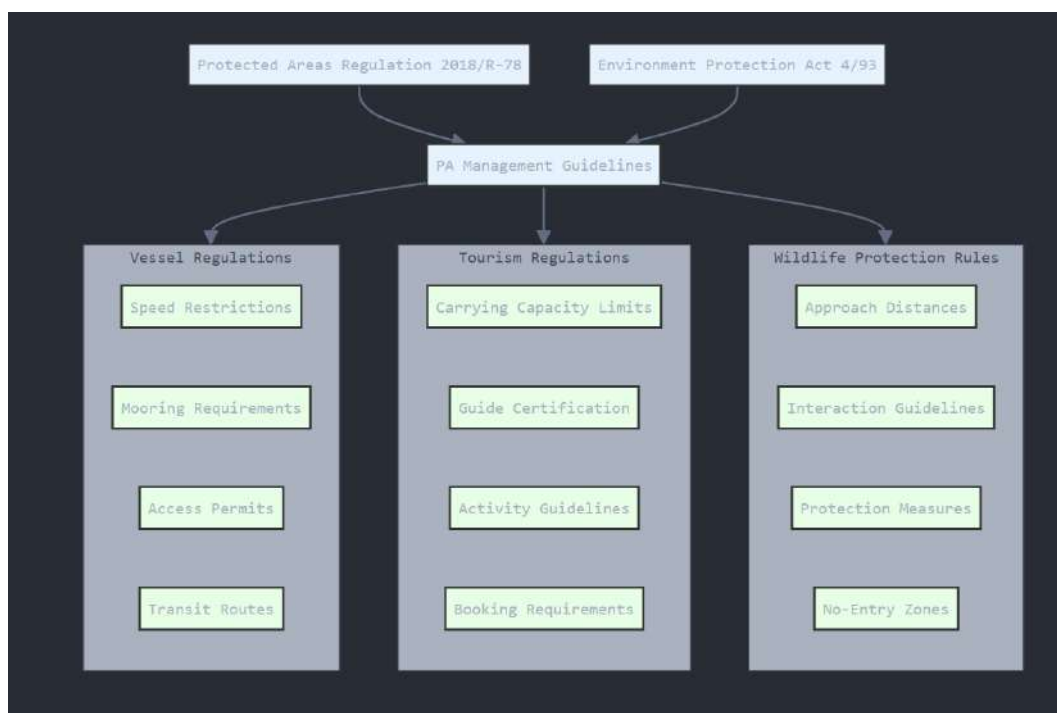 Protected Areas Regulation 2018/R-78
Environment Protection Act 4/93
PA Management Guidelines
Vessel Regulations
Speed Restrictions
Mooring Requirements
Access Permits
Transit Routes
Tourism Regulations
Carrying Capacity Limits
Guide Certification
Activity Guidelines
Booking Requirements
Wildlife Protection Rules
Approach Distances
Interaction Guidelines
Protection Measures
No-Entry Zones